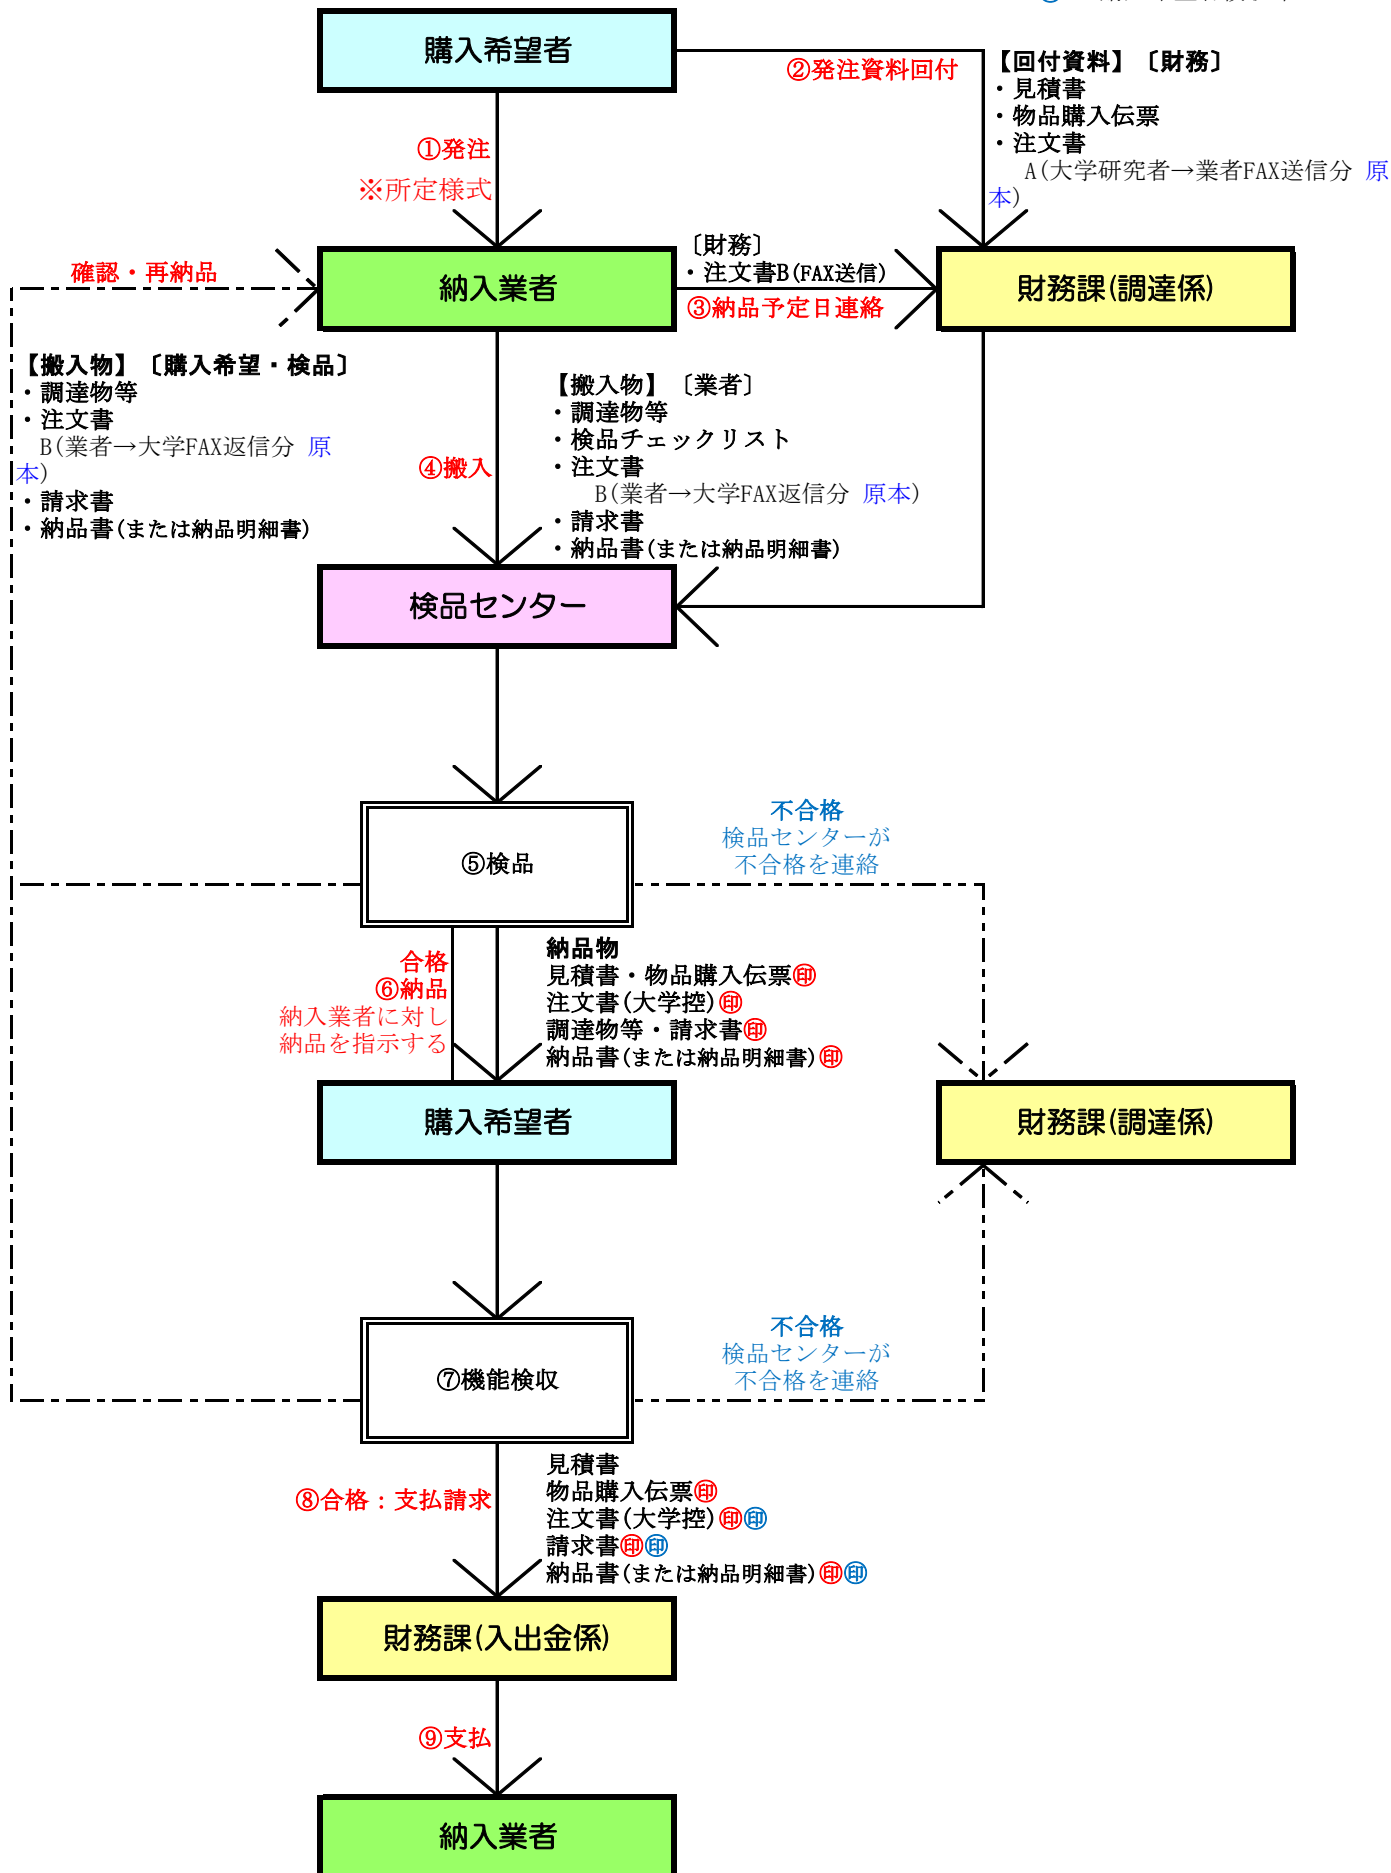 購入希望者
②発注資料回付
【回付資料】〔財務〕
・見積書
・物品購入伝票
・注文書
A(大学研究者→業者FAX送信分 原
本)
①発注
※所定様式
確認・再納品
納入業者
〔財務〕
・注文書B(FAX送信)
③納品予定日連絡
財務課(調達係)
【搬入物】〔購入希望・検品〕
・調達物等
・注文書
B(業者→大学FAX返信分 原
本)
・請求書
・納品書(または納品明細書)
④搬入
【搬入物】〔業者〕
・調達物等
・検品チェックリスト
・注文書
B(業者→大学FAX返信分 原本)
・請求書
・納品書(または納品明細書)
検品センター
⑤検品
不合格
検品センターが
不合格を連絡
合格
⑥納品
納入業者に対し
納品を指示する
納品物
見積書・物品購入伝票㊞
注文書(大学控)㊞
調達物等・請求書㊞
納品書(または納品明細書)㊞
購入希望者
財務課(調達係)
⑦機能検収
不合格
検品センターが
不合格を連絡
⑧合格：支払請求
見積書
物品購入伝票㊞
注文書(大学控)㊞㊞
請求書㊞㊞
納品書(または納品明細書)㊞㊞
財務課(入出金係)
⑨支払
納入業者